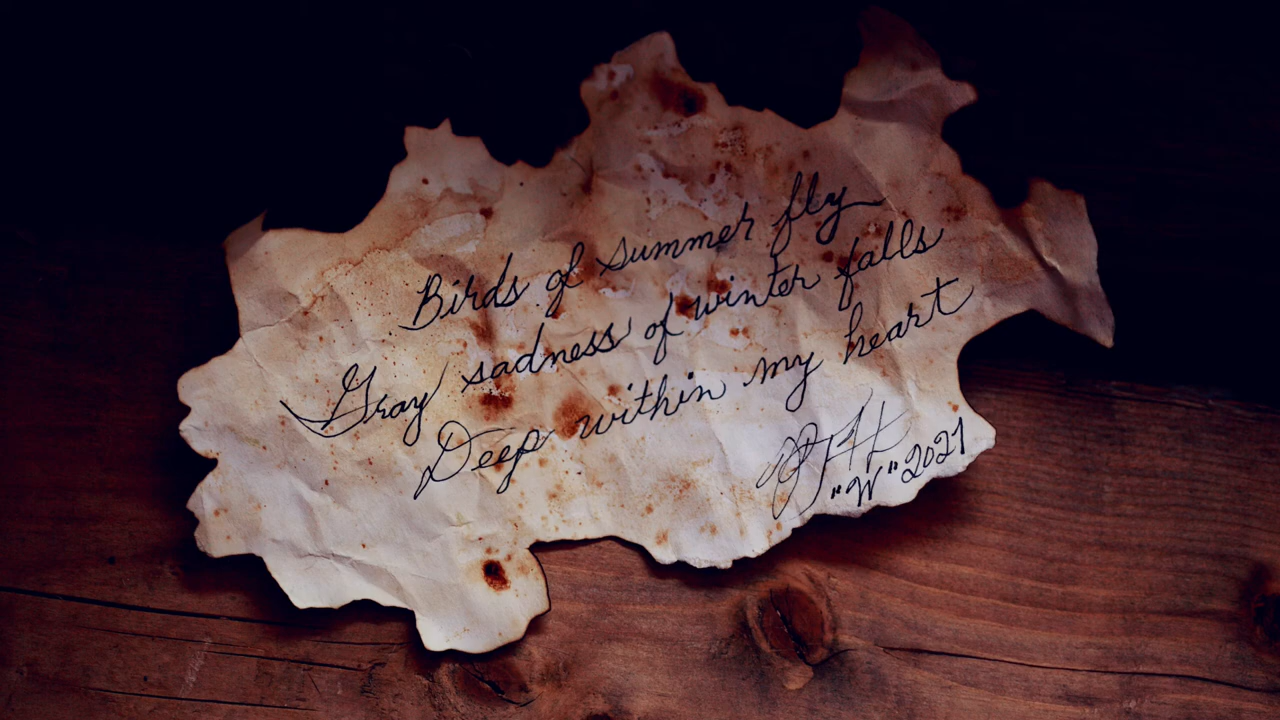 Birds of summer fly
Gray sadness of winter falls
Deep within my heart
"W" 2021